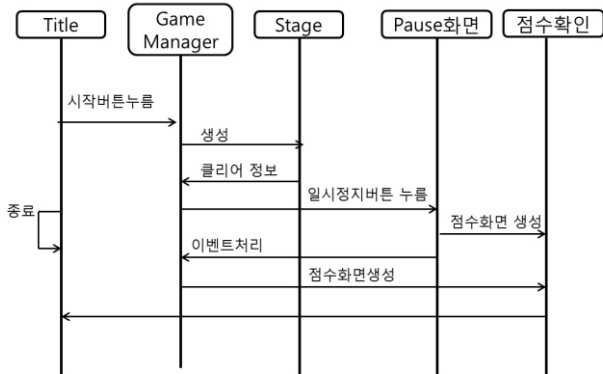 Title
Game
Manager
Stage
Pause화면
점수확인
시작버튼누름
생성
클리어 정보
일시정지버튼 누름
종료
점수화면 생성
이벤트처리
점수화면생성